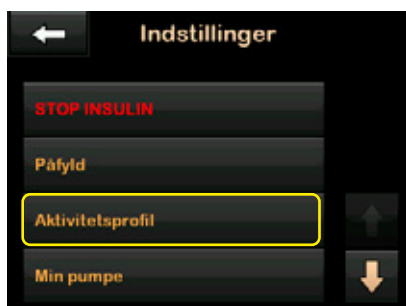 Indstillinger
STOP INSULIN
Påfyld
Aktivitetsprofil
Min pumpe